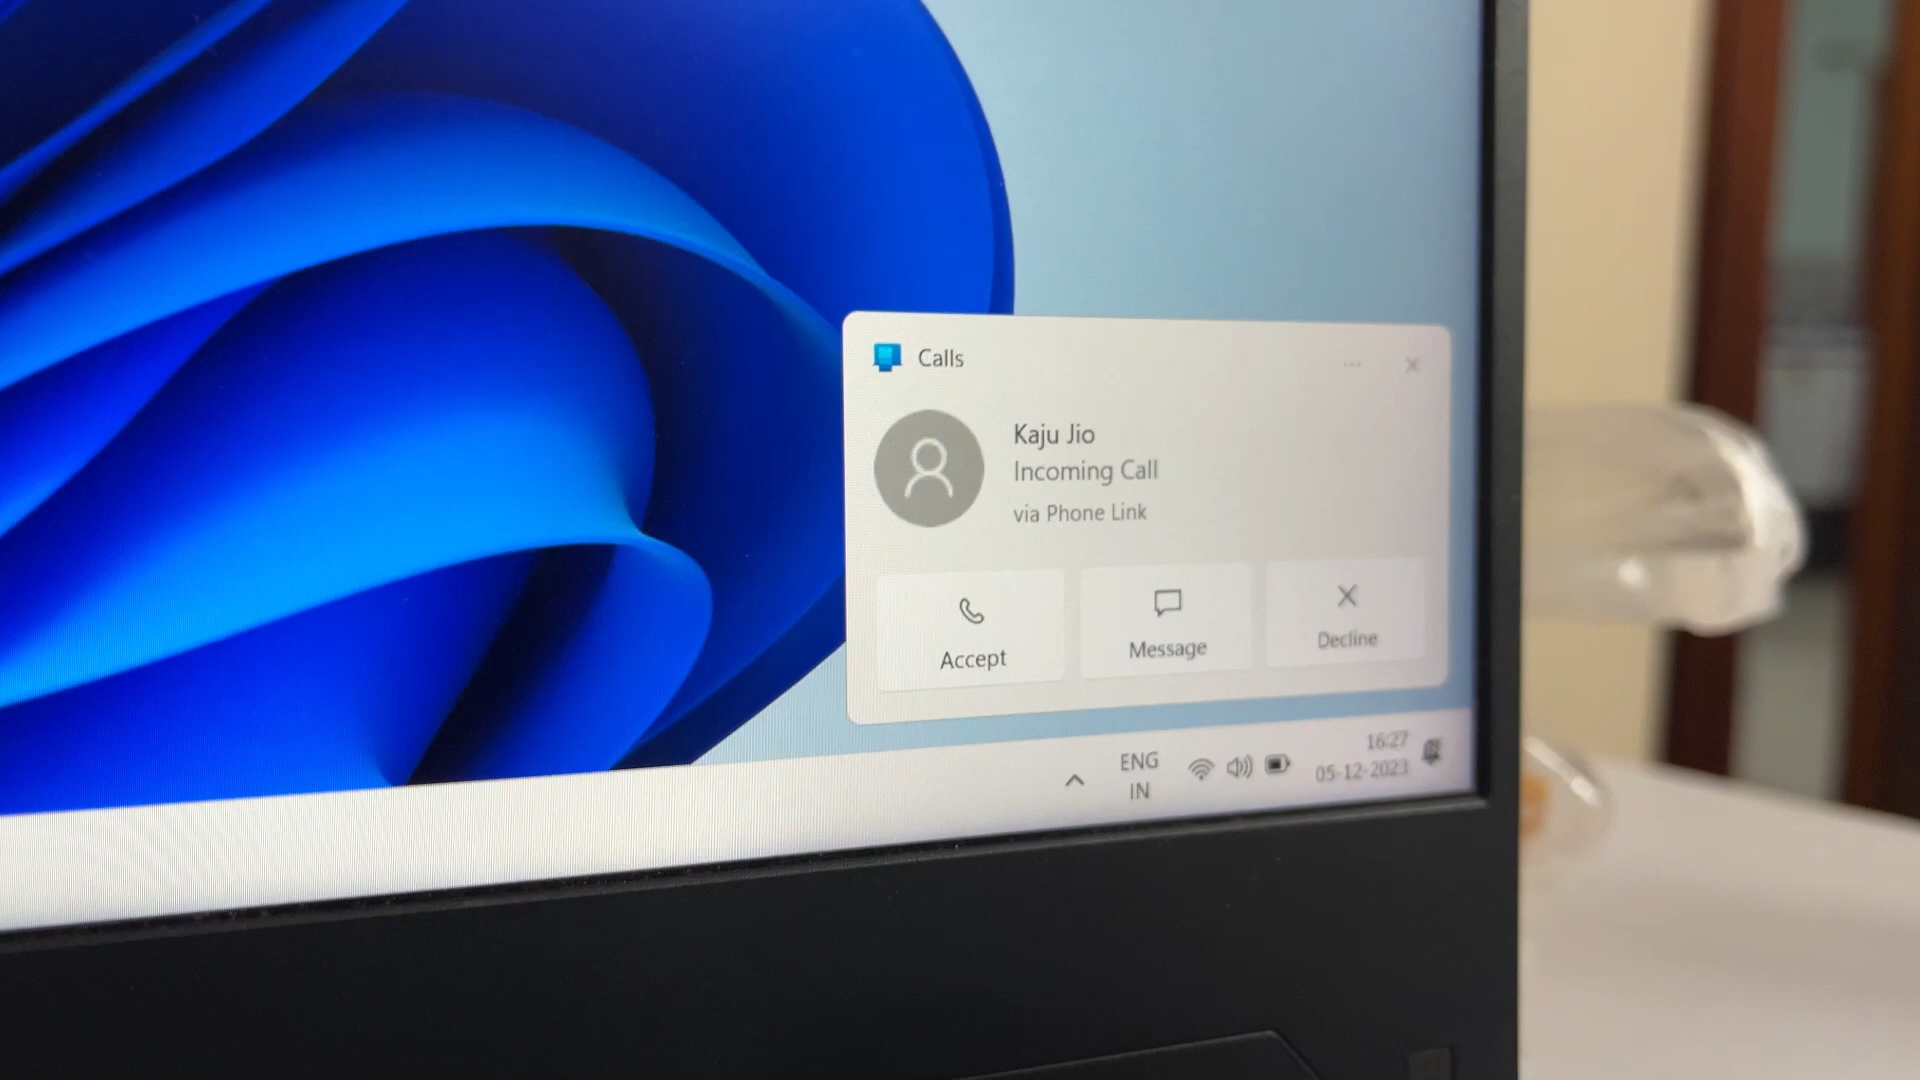 Calls
Kaju Jio
Incoming Call
via Phone Link
Accept
Message
Decline
ENG
IN
16:27
05-12-2023